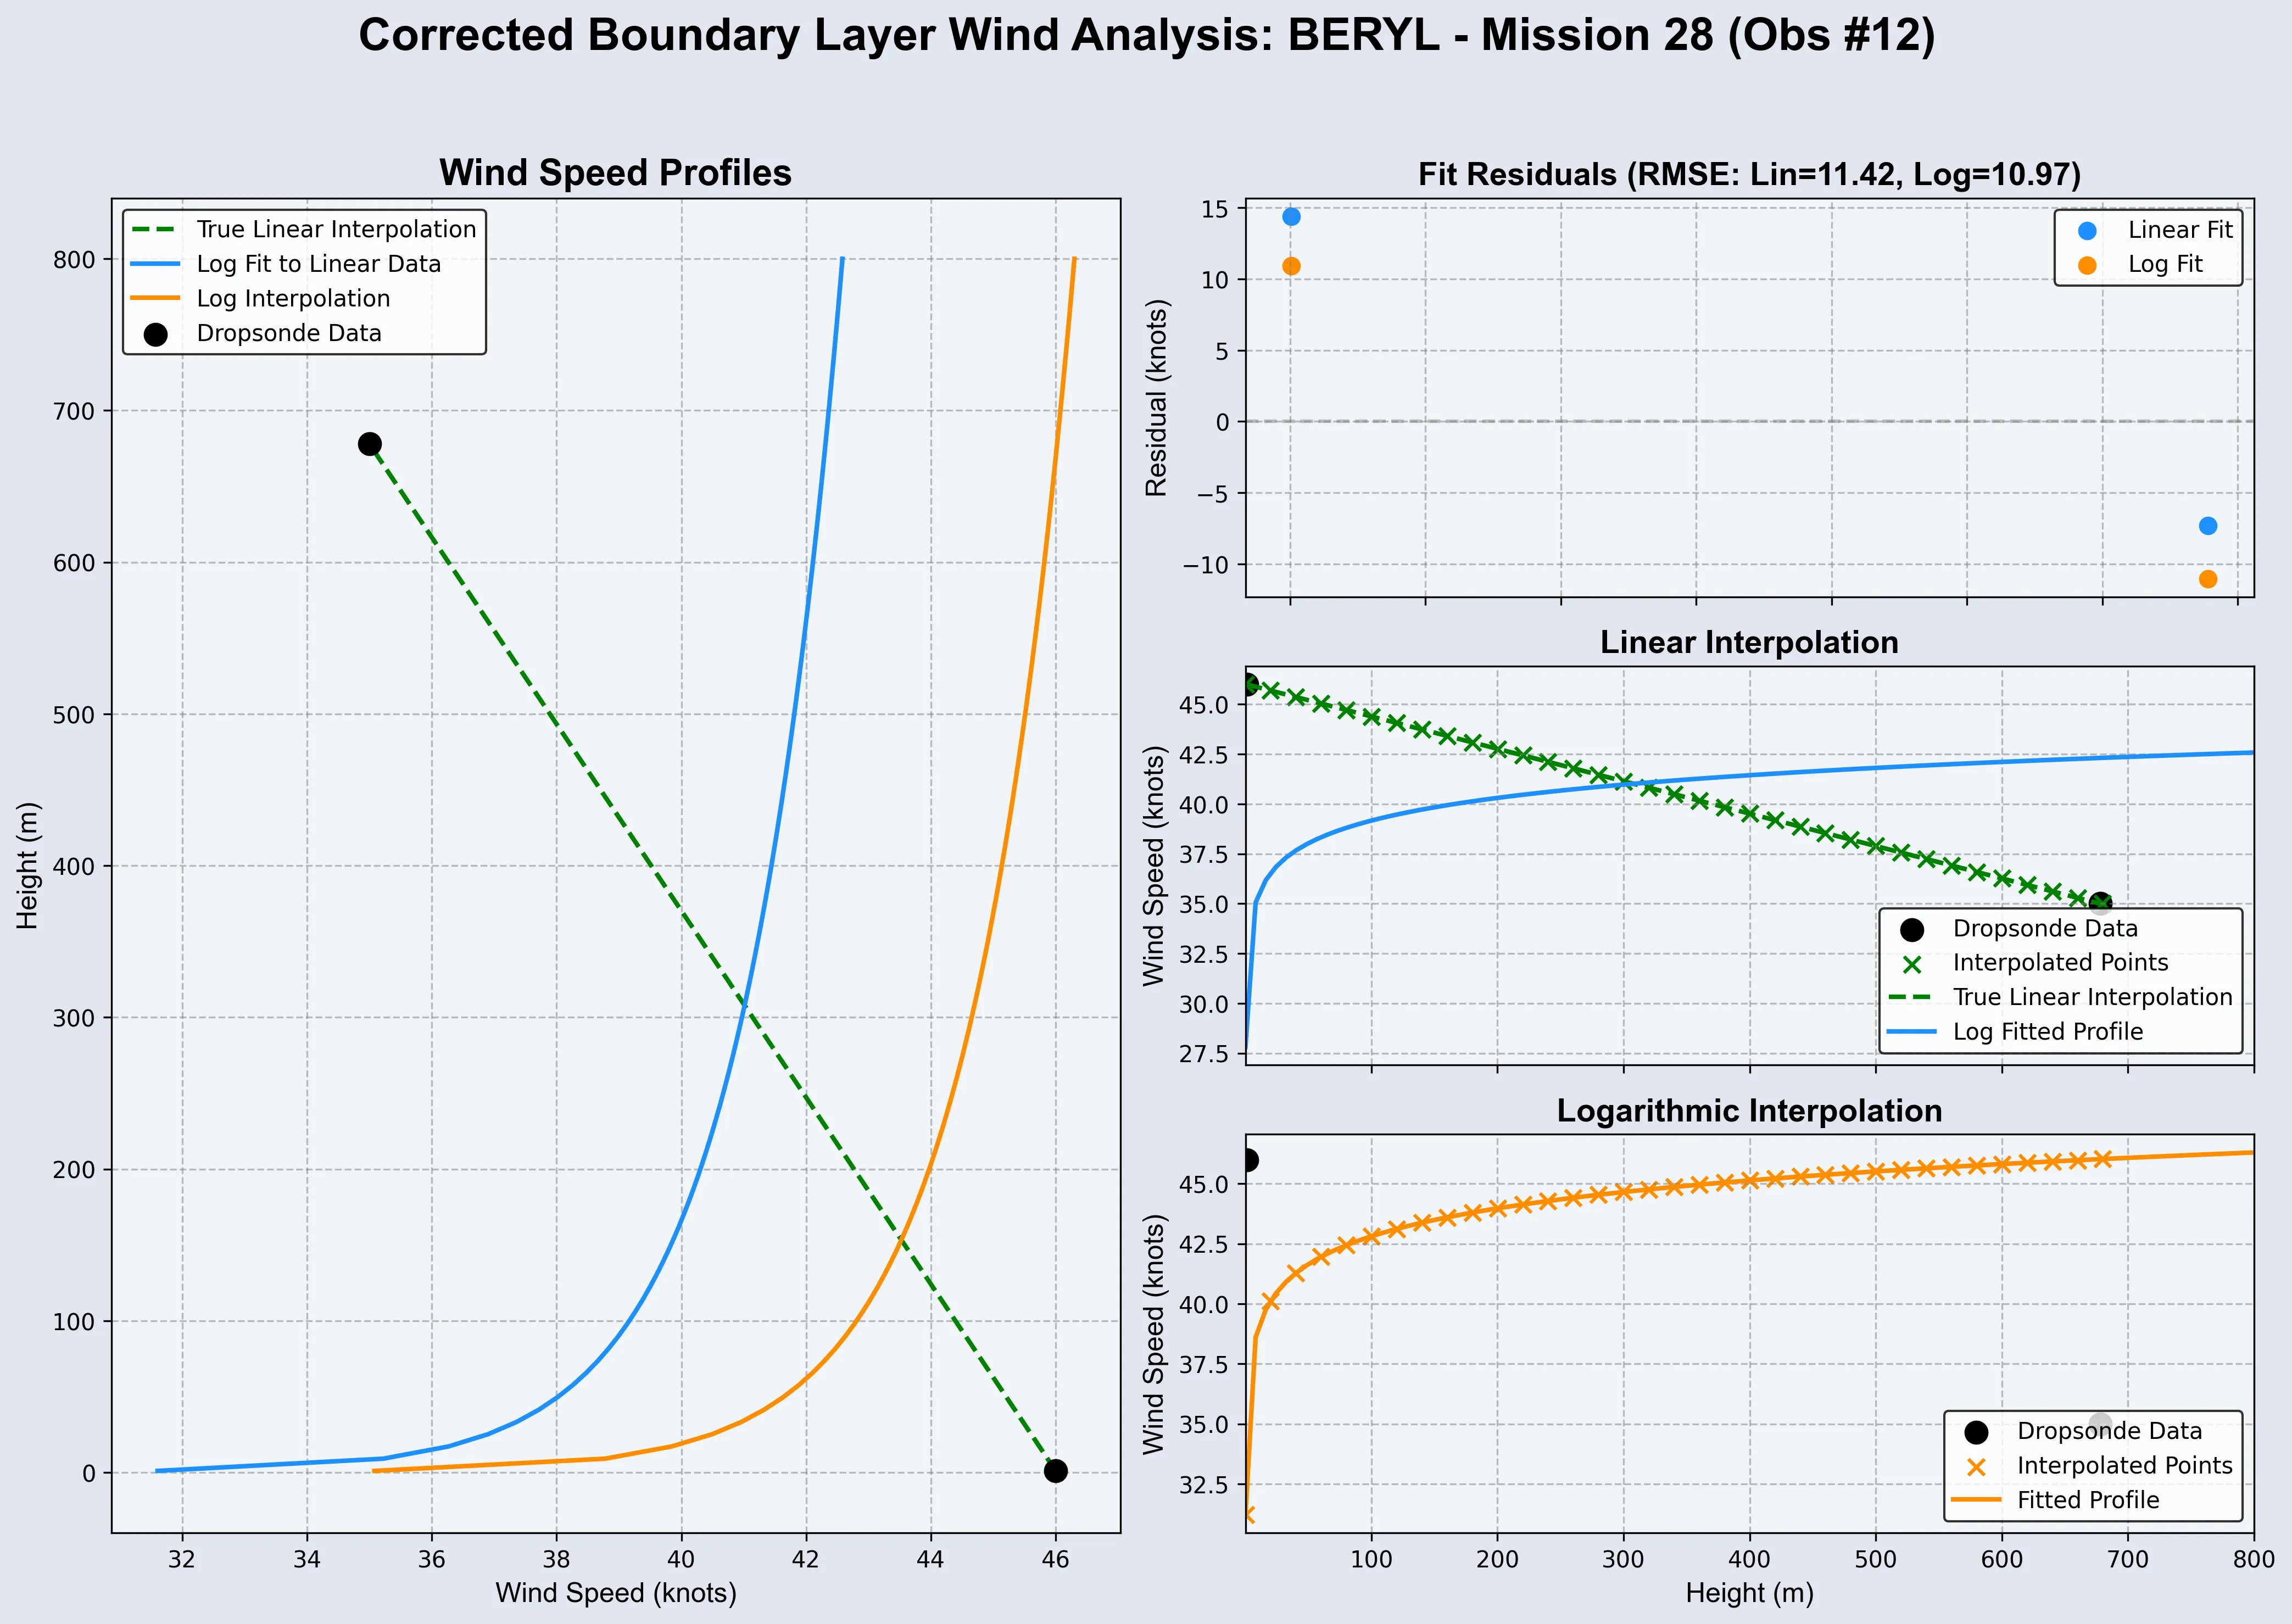 Corrected Boundary Layer Wind Analysis: BERYL - Mission 28 (Obs #12)
Wind Speed Profiles
True Linear Interpolation
Log Fit to Linear Data
Log Interpolation
Dropsonde Data
800
700
600
500
400
300
200
100
0
Height (m)
32 34 36 38 40 42 44 46
Wind Speed (knots)
Fit Residuals (RMSE: Lin=11.42, Log=10.97)
15
10
5
0
−5
−10
Residual (knots)
Linear Fit
Log Fit
Linear Interpolation
45.0
42.5
40.0
37.5
35.0
32.5
30.0
27.5
Wind Speed (knots)
Dropsonde Data
Interpolated Points
True Linear Interpolation
Log Fitted Profile
Logarithmic Interpolation
45.0
42.5
40.0
37.5
35.0
32.5
Wind Speed (knots)
Dropsonde Data
Interpolated Points
Fitted Profile
100 200 300 400 500 600 700 800
Height (m)